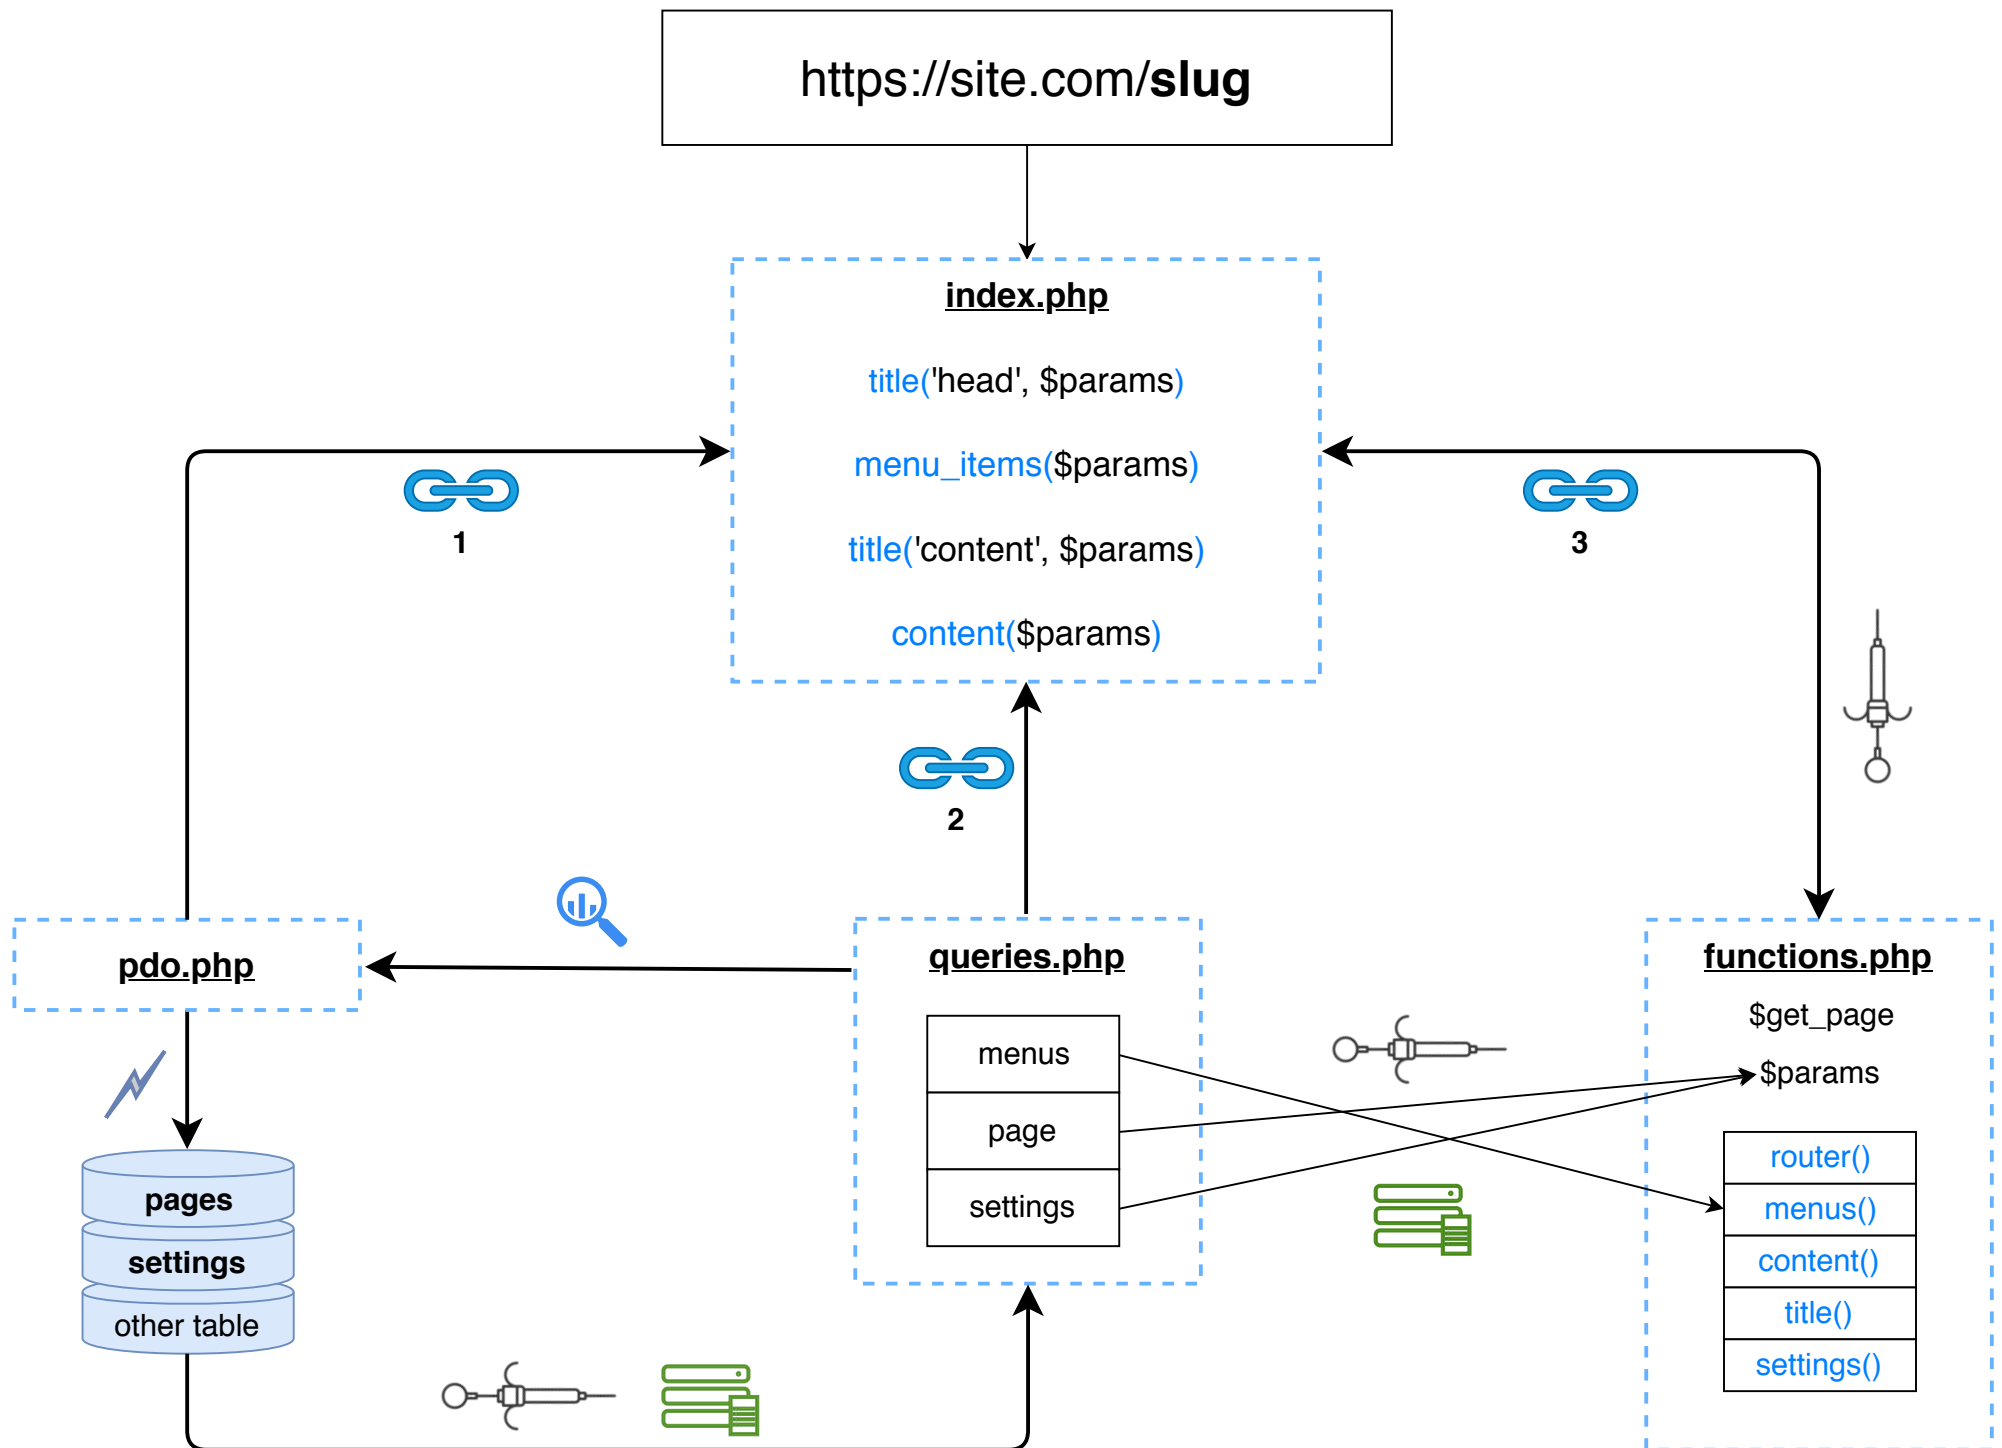 https://site.com/slug
index.php
title('head', $params)
menu_items($params)
title('content', $params)
content($params)
1
3
2
pdo.php
queries.php
functions.php
$get_page
$params
menus
page
settings
router()
menus()
content()
title()
settings()
pages
settings
other table